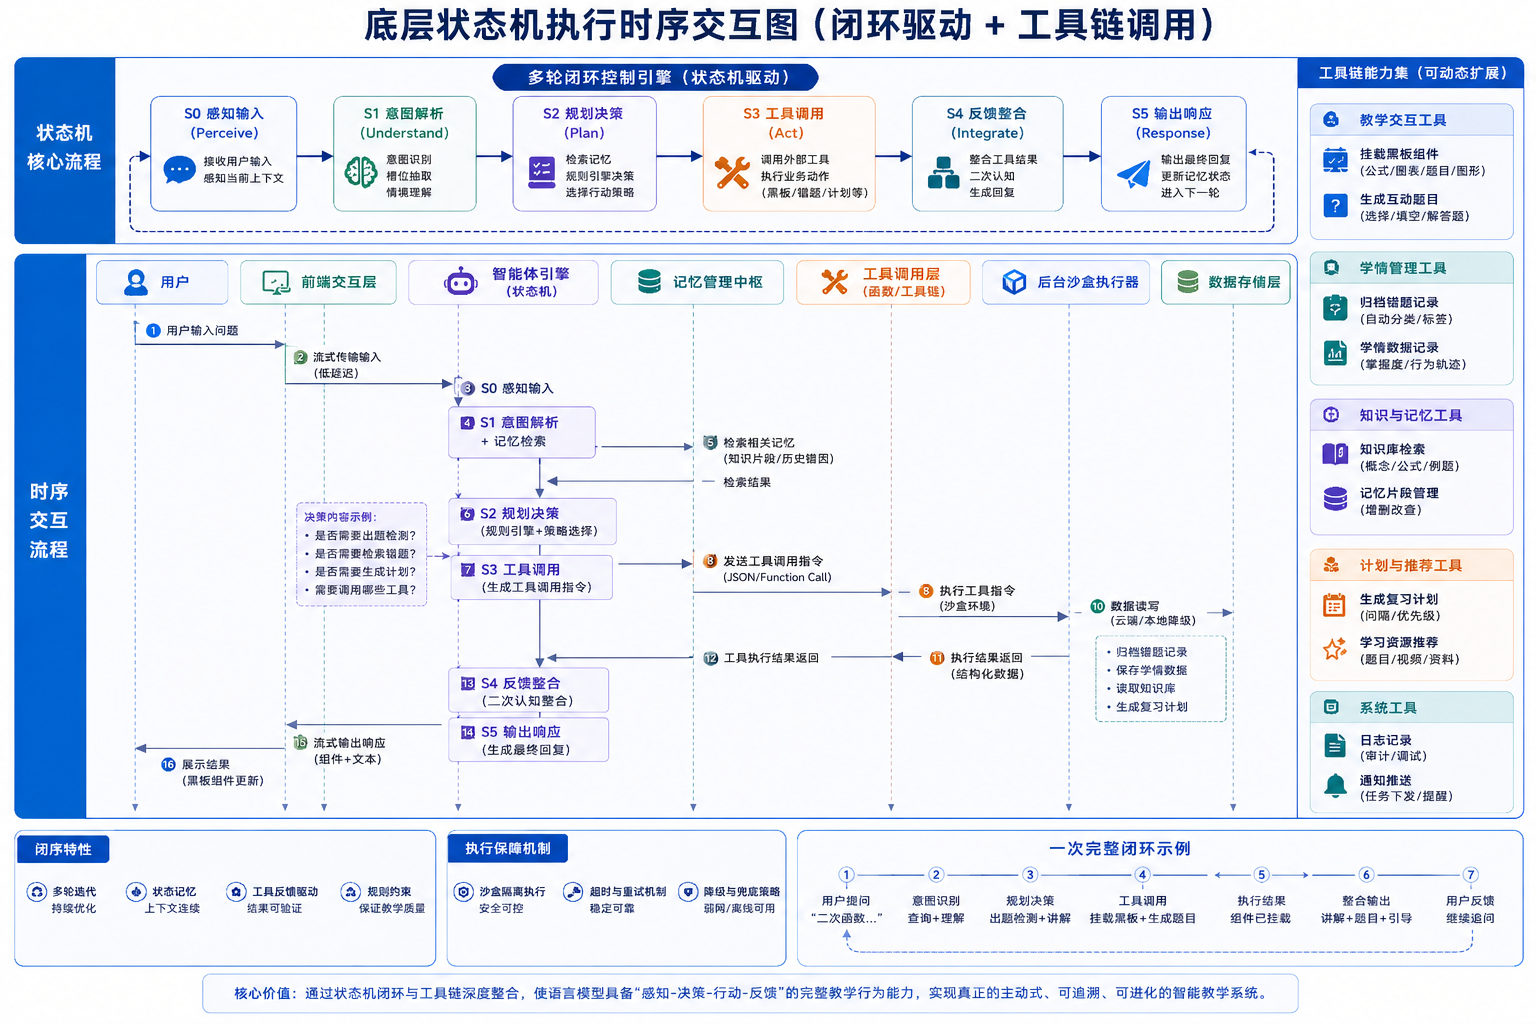 底层状态机执行时序交互图（闭环驱动 + 工具链调用）
多轮闭环控制引擎（状态机驱动）
状态机
核心流程
S0 感知输入
(Perceive)
接收用户输入
感知当前上下文
S1 意图解析
(Understand)
意图识别
槽位抽取
情境理解
S2 规划决策
(Plan)
检索记忆
规则引擎决策
选择行动策略
S3 工具调用
(Act)
调用外部工具
执行业务动作
(黑板/错题/计划等)
S4 反馈整合
(Integrate)
整合工具结果
二次认知
生成回复
S5 输出响应
(Response)
输出最终回复
更新记忆状态
进入下一轮
时序
交互
流程
用户
前端交互层
智能体引擎
(状态机)
记忆管理中枢
工具调用层
(函数/工具链)
后台沙盒执行器
数据存储层
1 用户输入问题
2 流式传输输入
(低延迟)
3 S0 感知输入
4 S1 意图解析
+ 记忆检索
5 检索相关记忆
(知识片段/历史错因)
检索结果
决策内容示例：
• 是否需要出题检测？
• 是否需要检索错题？
• 是否需要生成计划？
• 需要调用哪些工具？
6 S2 规划决策
(规则引擎+策略选择)
7 S3 工具调用
(生成工具调用指令)
8 发送工具调用指令
(JSON/Function Call)
8 执行工具指令
(沙盒环境)
10 数据读写
(云端/本地降级)
• 归档错题记录
• 保存学情数据
• 读取知识库
• 生成复习计划
11 执行结果返回
(结构化数据)
12 工具执行结果返回
13 S4 反馈整合
(二次认知整合)
14 S5 输出响应
(生成最终回复)
15 流式输出响应
(组件+文本)
16 展示结果
(黑板组件更新)
工具链能力集（可动态扩展）
教学交互工具
挂载黑板组件
(公式/图表/题目/图形)
生成互动题目
(选择/填空/解答题)
学情管理工具
归档错题记录
(自动分类/标签)
学情数据记录
(掌握度/行为轨迹)
知识与记忆工具
知识库检索
(概念/公式/例题)
记忆片段管理
(增删改查)
计划与推荐工具
生成复习计划
(问隔/优先级)
学习资源推荐
(题目/视频/资料)
系统工具
日志记录
(审计/调试)
通知推送
(任务下发/提醒)
闭序特性
多轮迭代
持续优化
状态记忆
上下文连续
工具反馈驱动
结果可验证
规则约束
保证教学质量
执行保障机制
沙盒隔离执行
安全可控
超时与重试机制
稳定可靠
降级与兜底策略
弱网/离线可用
一次完整闭环示例
1 用户提问
“二次函数...”
2 意图识别
查询+理解
3 规划决策
出题检测+讲解
4 工具调用
挂载黑板+生成题目
5 执行结果
组件已挂载
6 整合输出
讲解+题目+引导
7 用户反馈
继续追问
核心价值：通过状态机闭环与工具链深度整合，使语言模型具备“感知-决策-行动-反馈”的完整教学行为能力，实现真正的主动式、可追溯、可进化的智能教学系统。